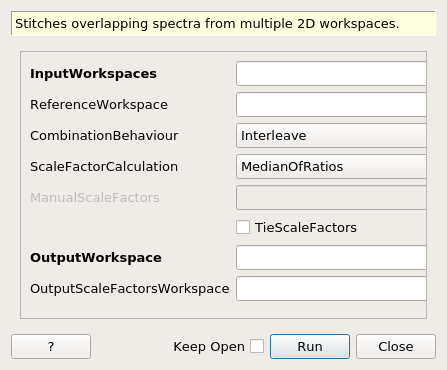 Stitches overlapping spectra from multiple 2D workspaces.
InputWorkspaces
ReferenceWorkspace
CombinationBehaviour Interleave
ScaleFactorCalculation MedianOfRatios
ManualScaleFactors
TieScaleFactors
OutputWorkspace
OutputScaleFactorsWorkspace
? Keep Open Run Close